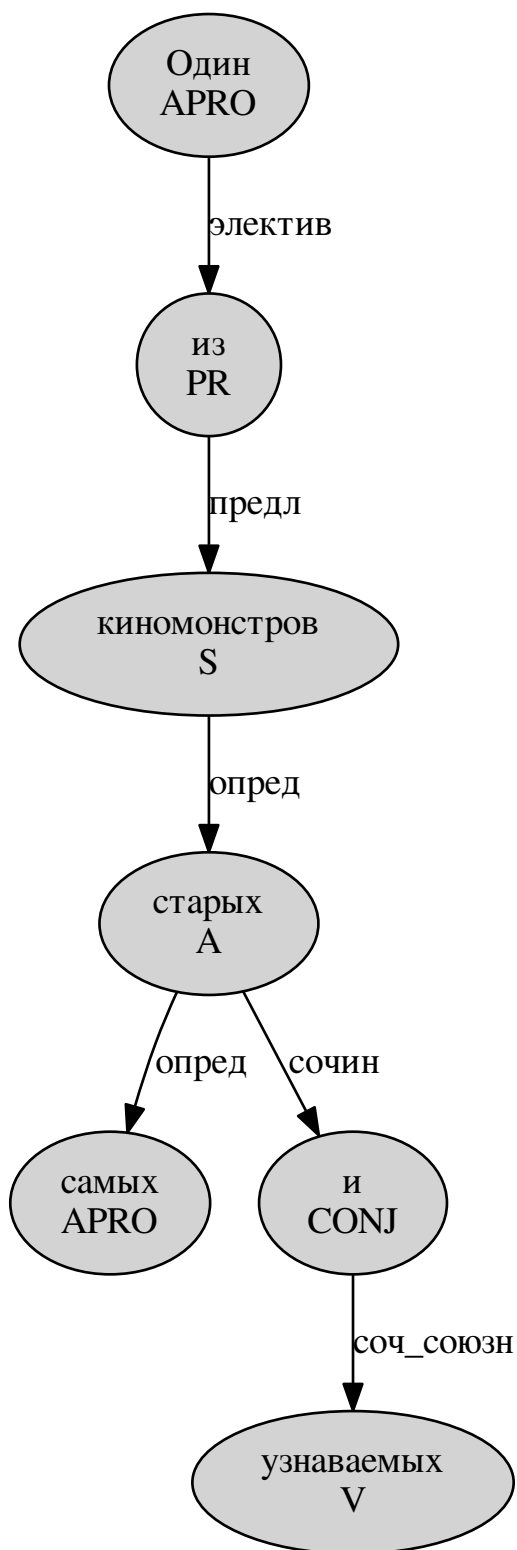 Один
APRO
электив
из
PR
предл
киномонстров
S
опред
старых
A
опред
сочин
самых
APRO
и
CONJ
соч_союзн
узнаваемых
V